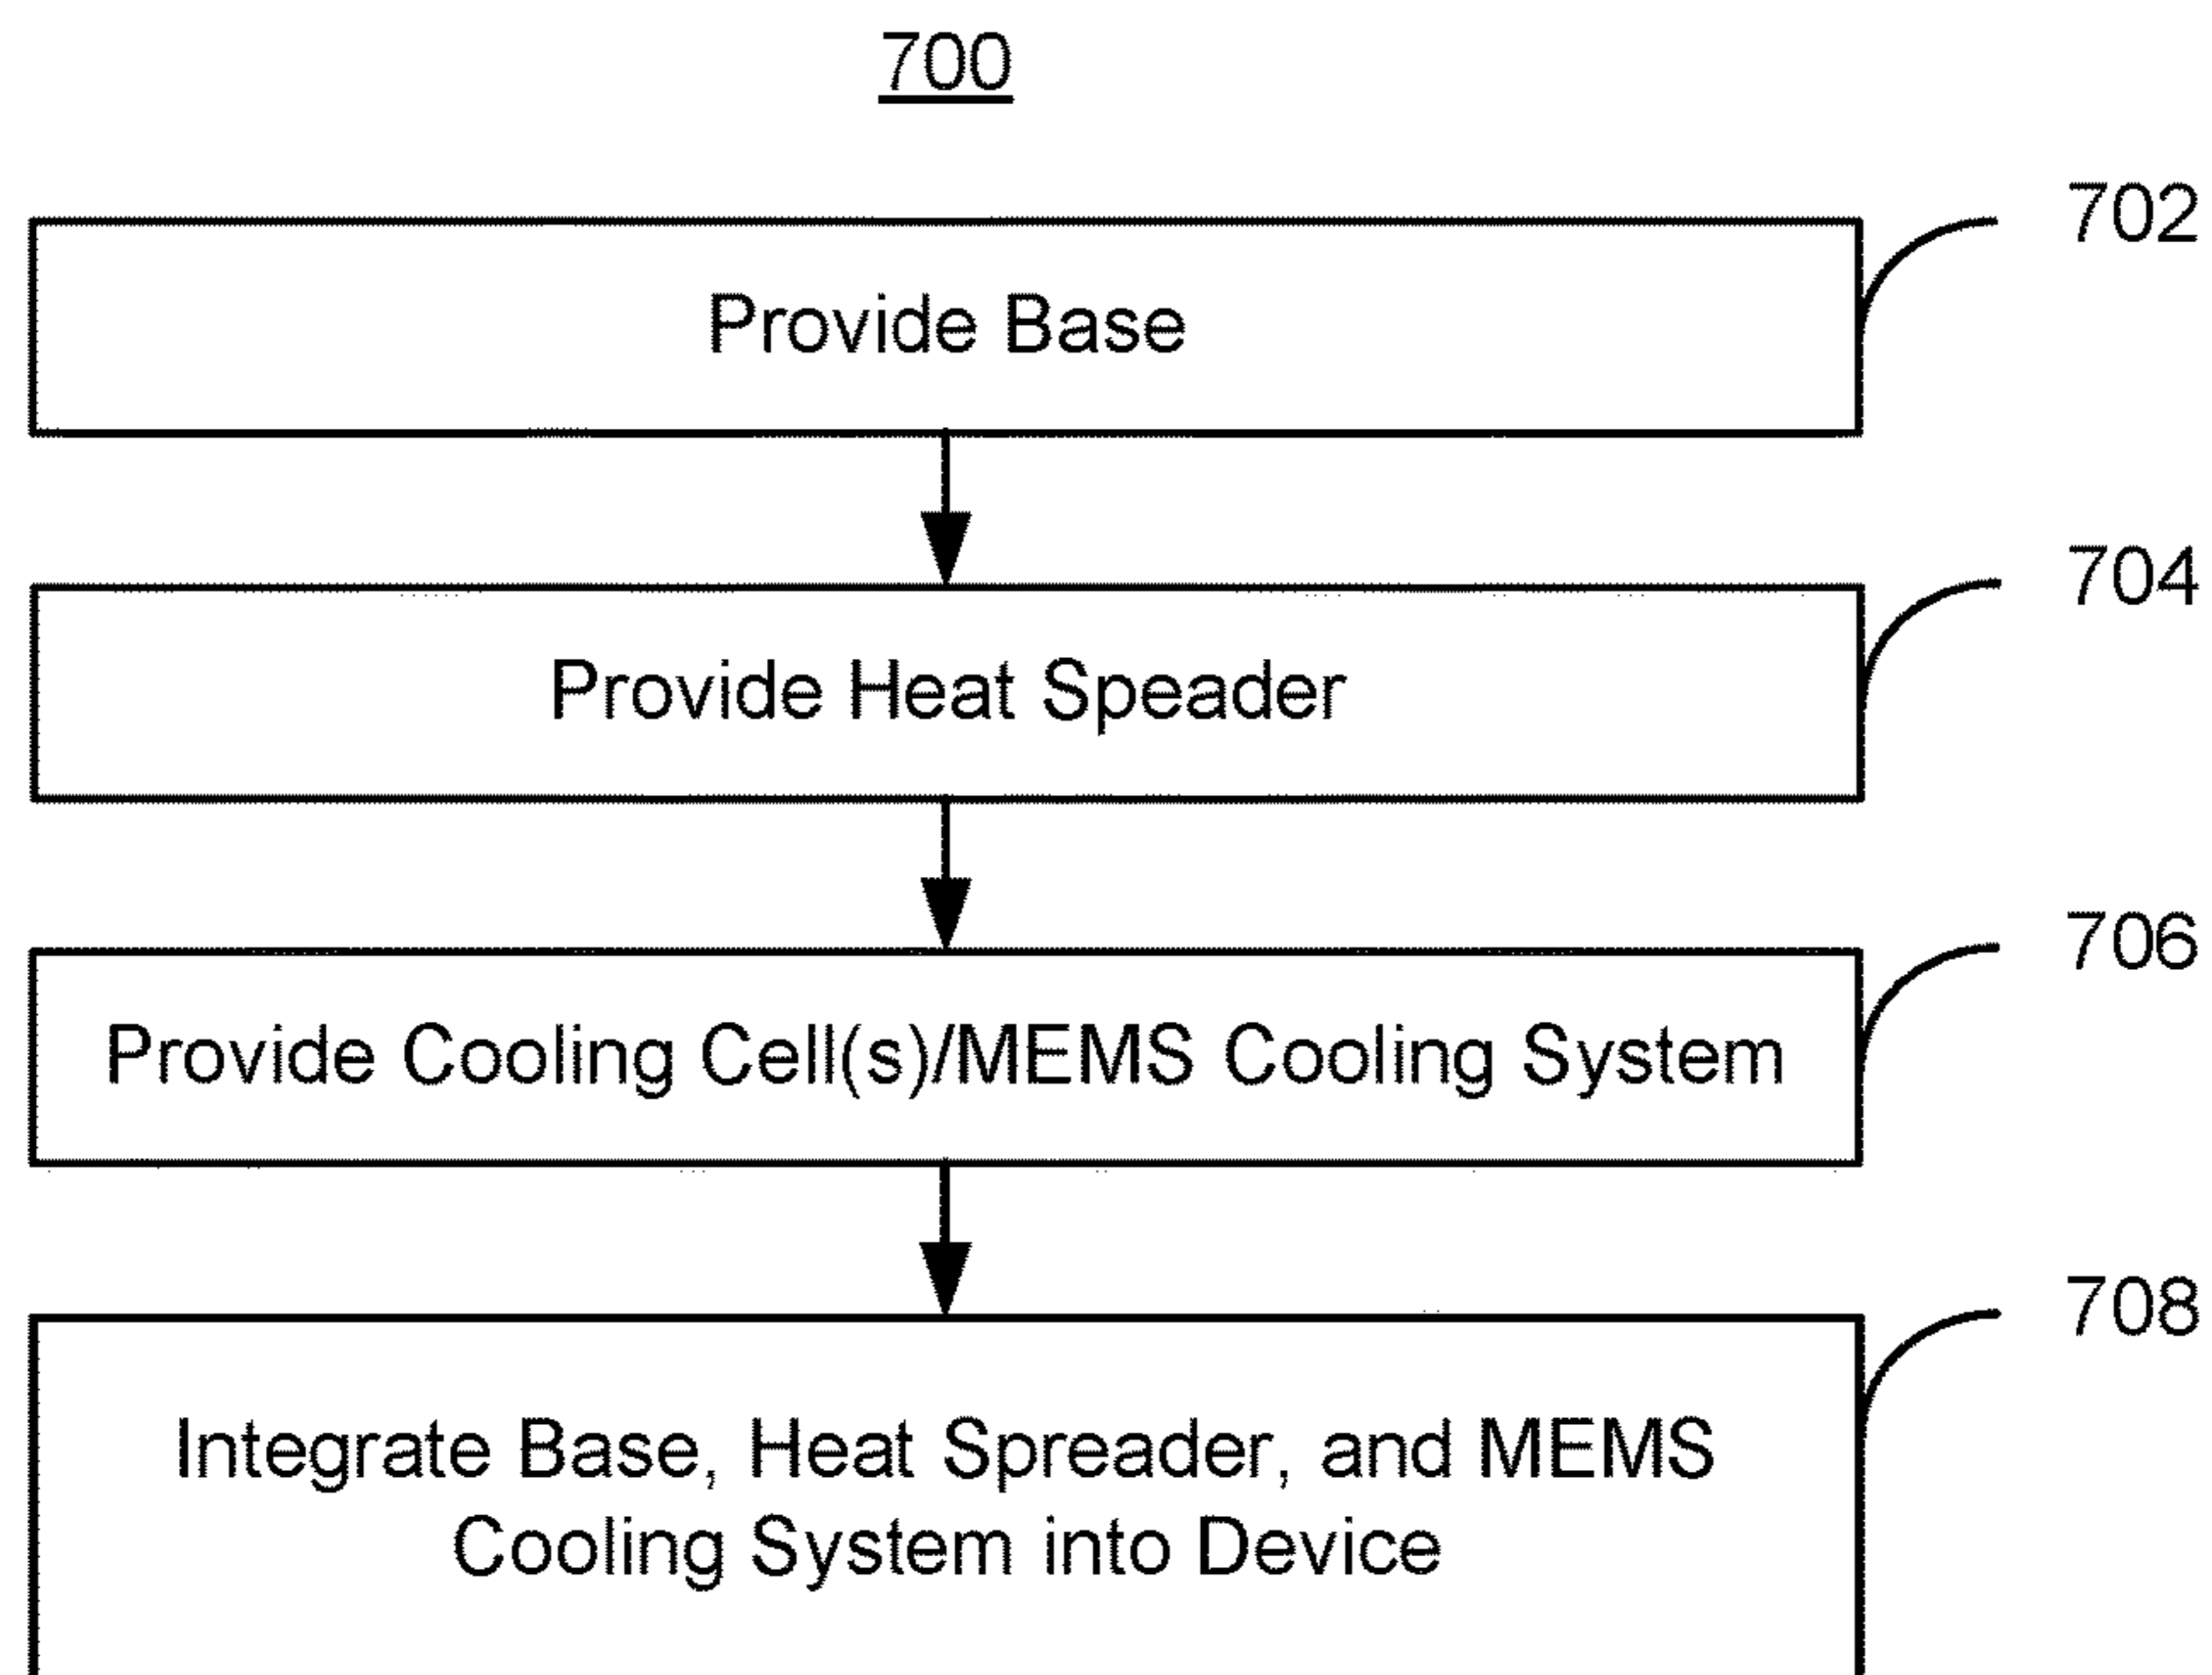 700
702
Provide Base
704
Provide Heat Speader
706
Provide Cooling Cell(s)/MEMS Cooling System
708
Integrate Base, Heat Spreader, and MEMS
Cooling System into Device